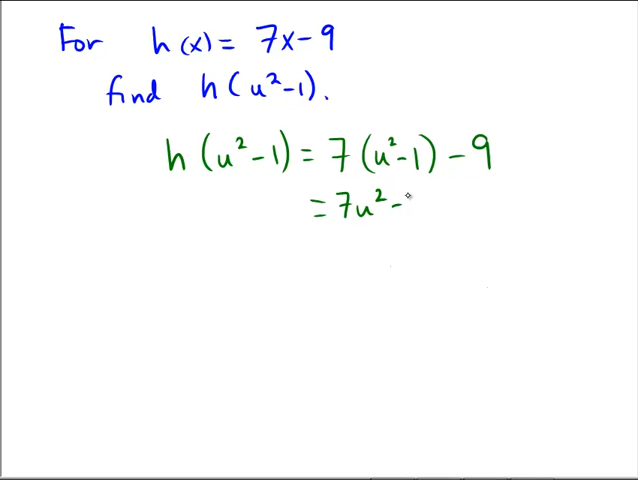 For h(x) = 7x-9
find h(u²-1).
h(u²-1) = 7(u²-1) - 9
= 7u² -